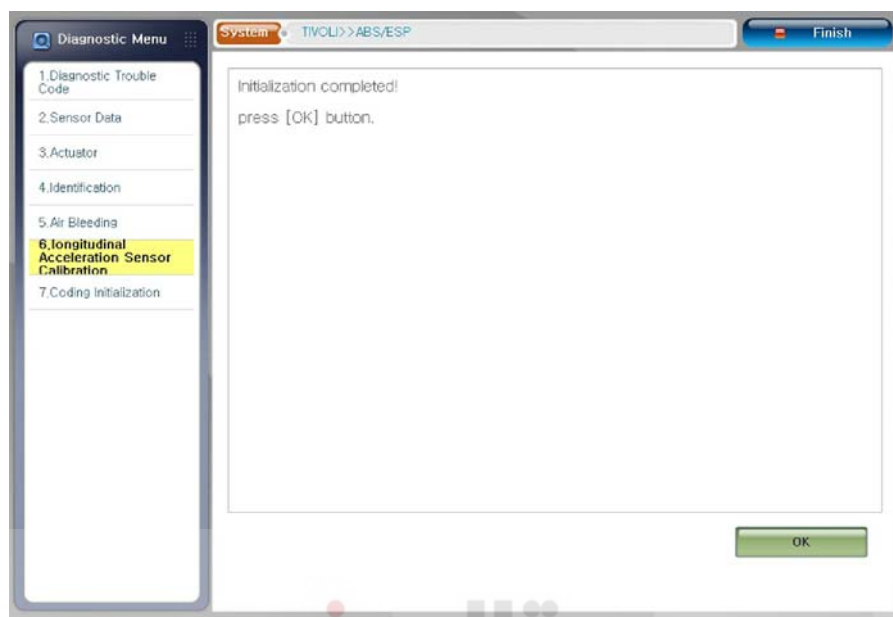 Diagnostic Menu
System
TIVOLI>>ABS/ESP
Finish
1.Diagnostic Trouble
Code
2.Sensor Data
3.Actuator
4.Identification
5.Air Bleeding
6.longitudinal
Acceleration Sensor
Calibration
7.Coding Initialization
Initialization completed!
press [OK] button.
OK